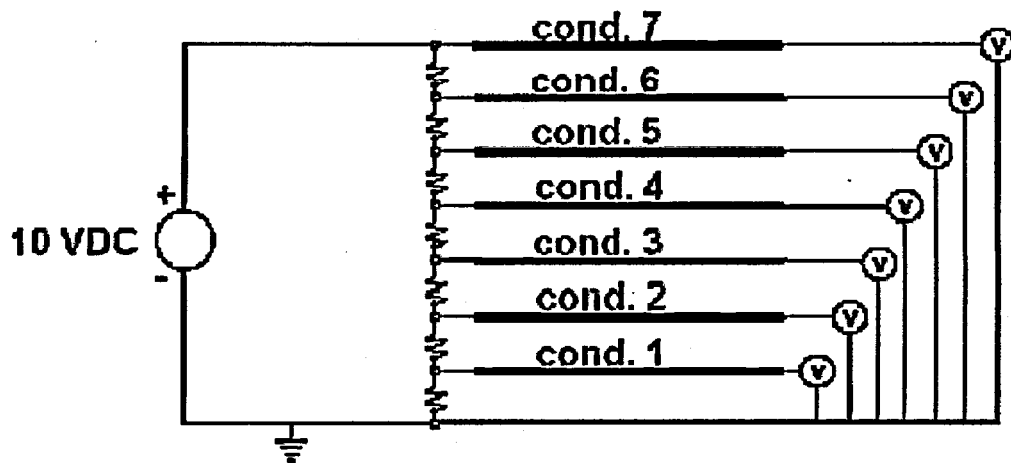 cond. 7
V
cond. 6
V
cond. 5
V
cond. 4
V
+
10 VDC
-
cond. 3
V
cond. 2
V
cond. 1
V